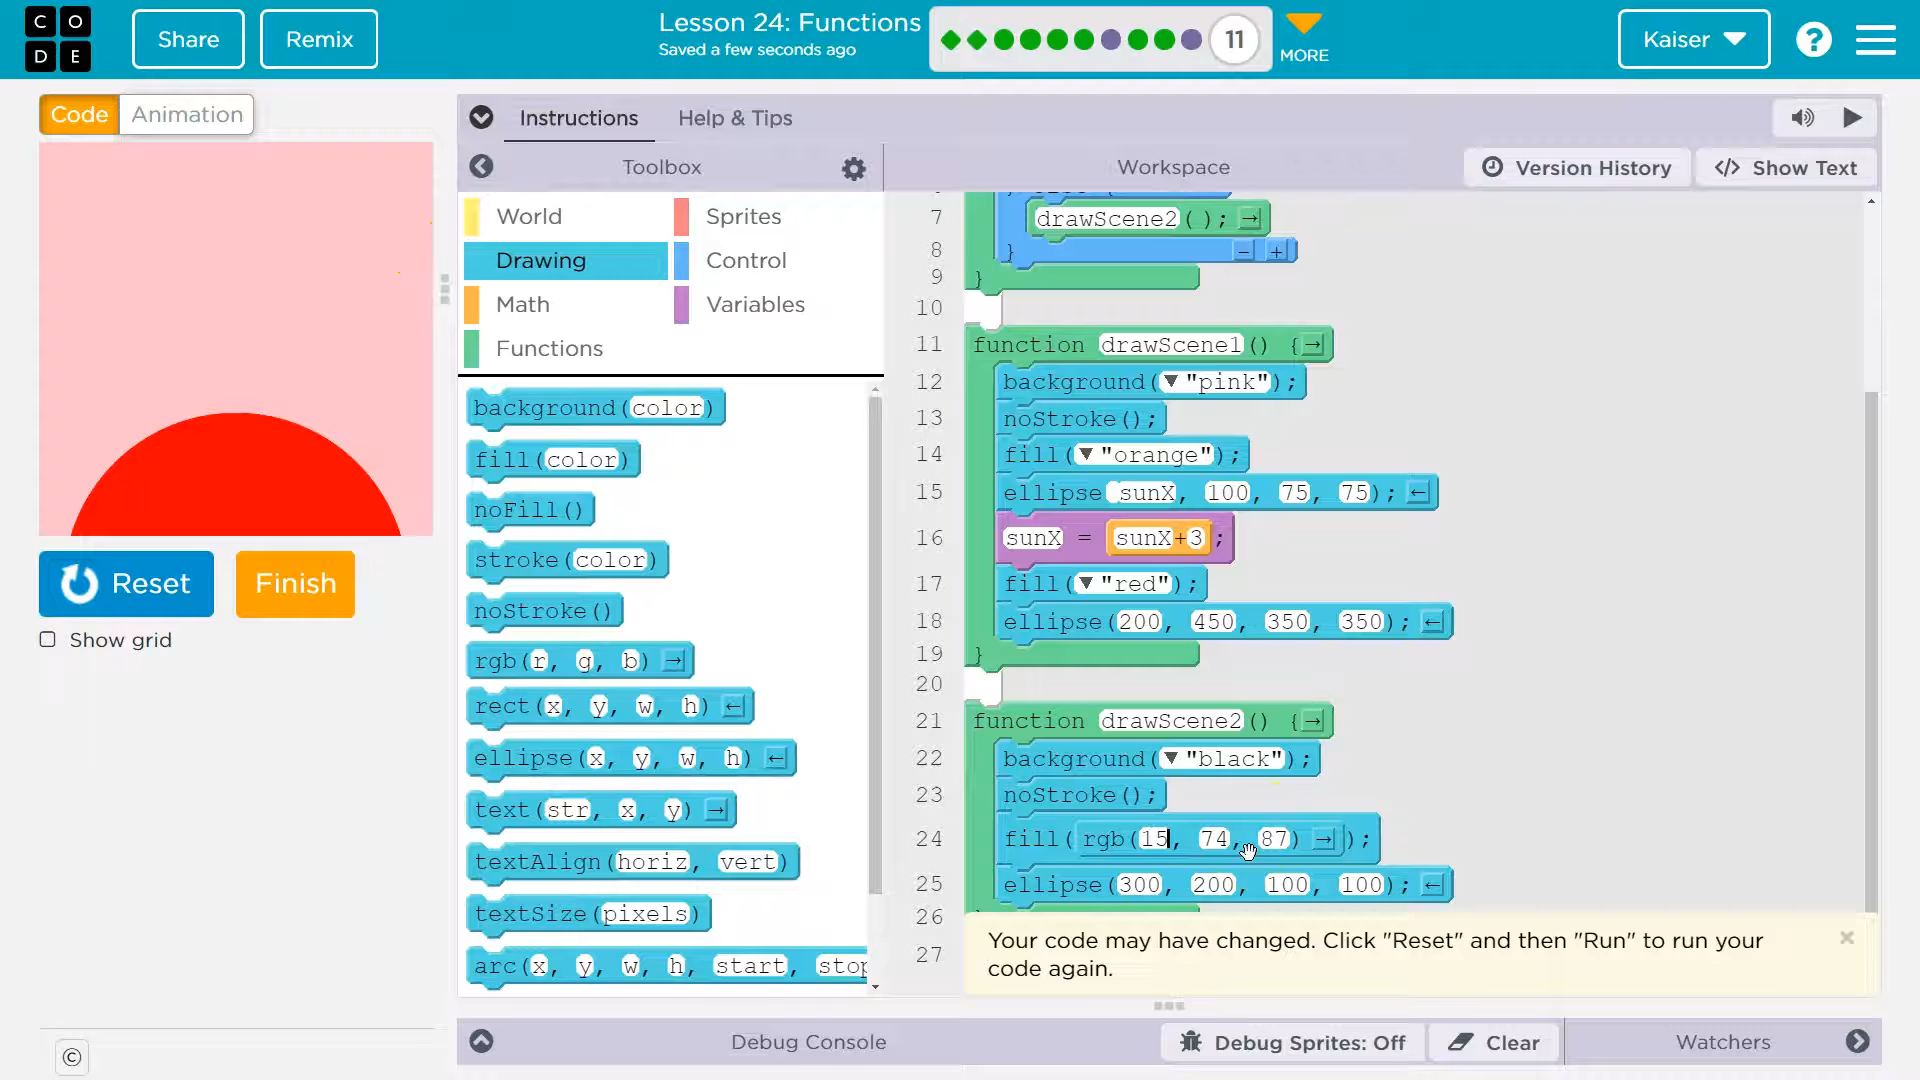 CODE
Share
Remix
Lesson 24: Functions
Saved a few seconds ago
11
MORE
Kaiser
?
Code
Animation
Instructions
Help & Tips
Toolbox
Workspace
Version History
</> Show Text
World
Sprites
Drawing
Control
Math
Variables
Functions
background(color)
fill(color)
noFill()
stroke(color)
noStroke()
rgb(r, g, b) →
rect(x, y, w, h) ←
ellipse(x, y, w, h) ←
text(str, x, y) →
textAlign(horiz, vert)
textSize(pixels)
arc(x, y, w, h, start, stop
7 drawScene2(); →
8 } - +
9 }
10
11 function drawScene1() { →
12 background(▼ "pink");
13 noStroke();
14 fill(▼ "orange");
15 ellipse sunX, 100, 75, 75); ←
16 sunX = sunX+3;
17 fill(▼ "red");
18 ellipse(200, 450, 350, 350); ←
19 }
20
21 function drawScene2() { →
22 background(▼ "black");
23 noStroke();
24 fill( rgb(15, 74, 87) → );
25 ellipse(300, 200, 100, 100); ←
26
27
Your code may have changed. Click "Reset" and then "Run" to run your
code again.
×
Reset
Finish
Show grid
©
Debug Console
Debug Sprites: Off
Clear
Watchers